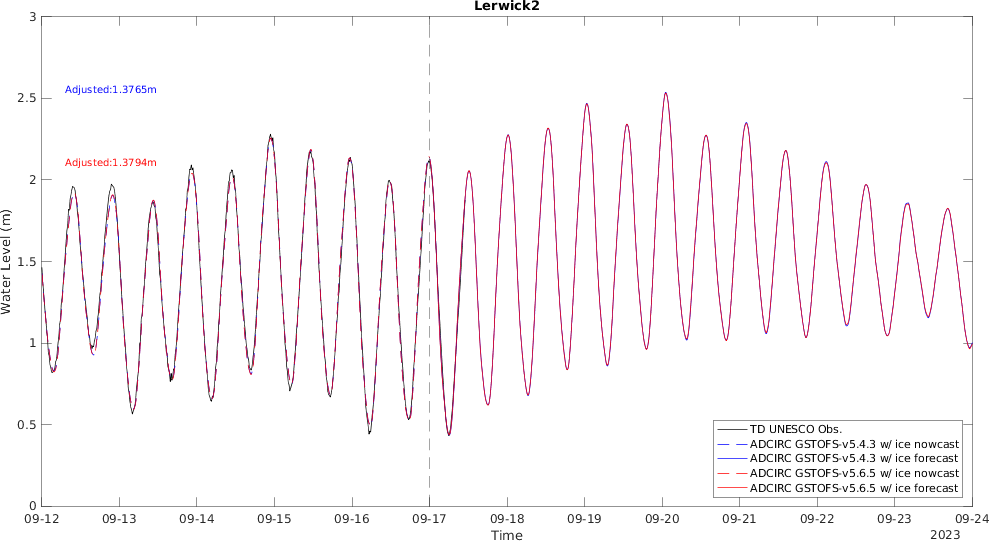 Lerwick2
3
2.5
2
1.5
1
0.5
0
Water Level (m)
Adjusted:1.3765m
Adjusted:1.3794m
TD UNESCO Obs.
ADCIRC GSTOFS-v5.4.3 w/ ice nowcast
ADCIRC GSTOFS-v5.4.3 w/ ice forecast
ADCIRC GSTOFS-v5.6.5 w/ ice nowcast
ADCIRC GSTOFS-v5.6.5 w/ ice forecast
09-12 09-13 09-14 09-15 09-16 09-17 09-18 09-19 09-20 09-21 09-22 09-23 09-24
Time
2023